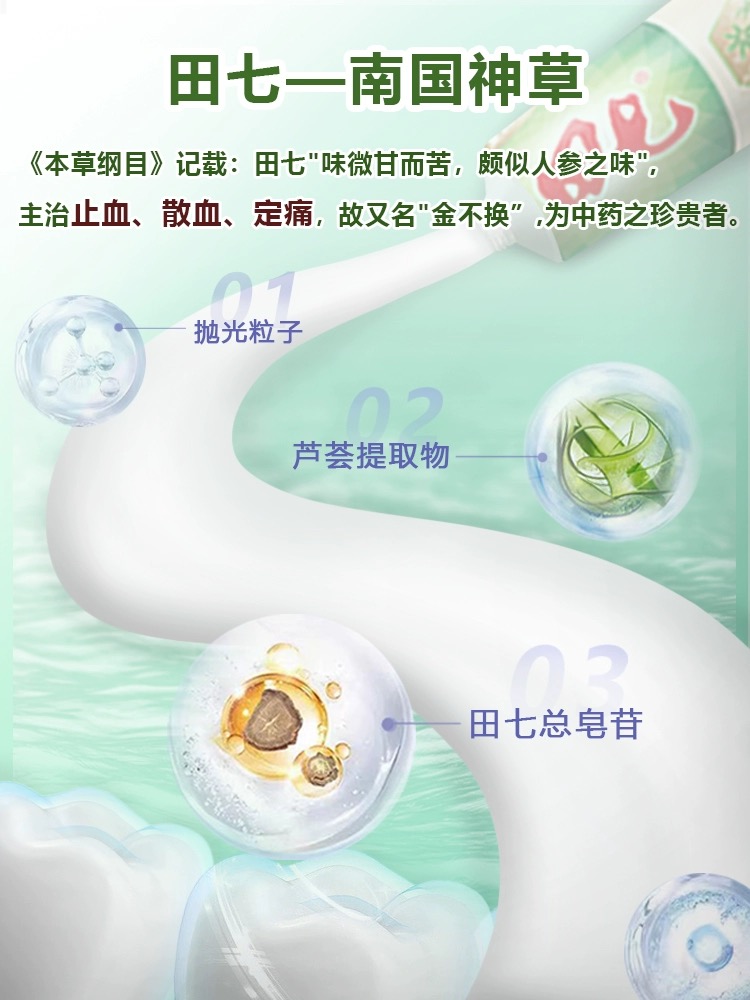 田七—南国神草
《本草纲目》记载：田七"味微甘而苦，颇似人参之味"，
主治止血、散血、定痛，故又名"金不换"，为中药之珍贵者。
01
抛光粒子
02
芦荟提取物
03
田七总皂苷